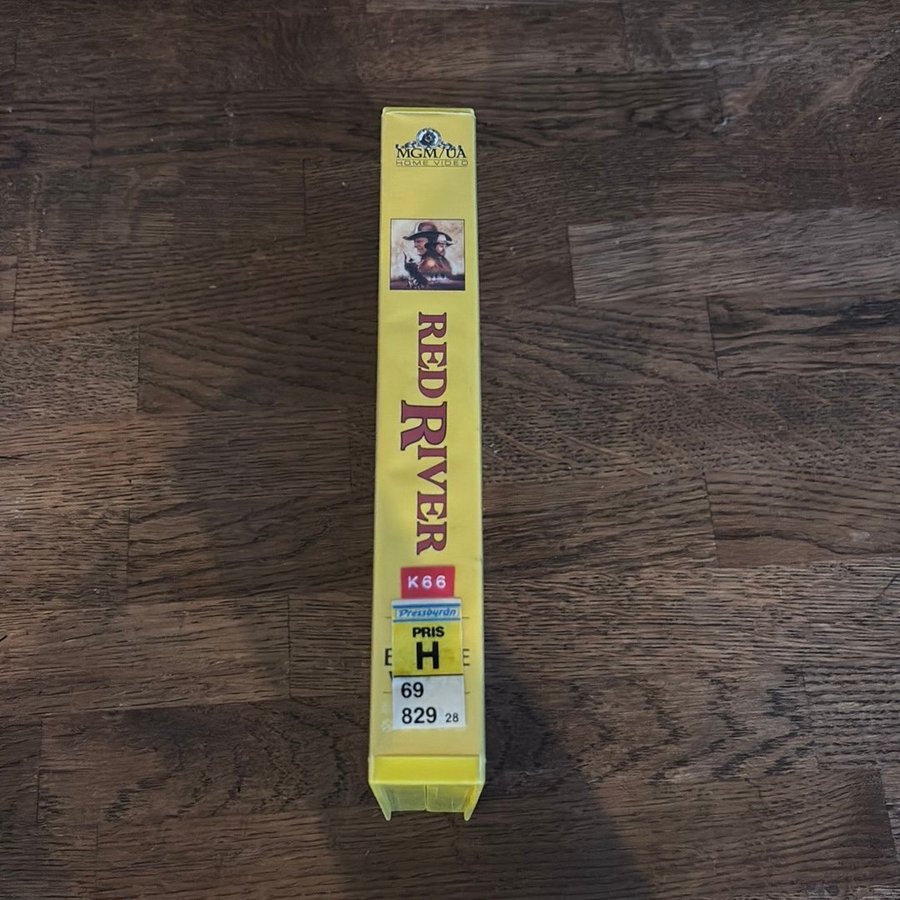 MGM/UA
HOME VIDEO
RED RIVER
K66
Pressbyrån
PRIS
H
69
829 28